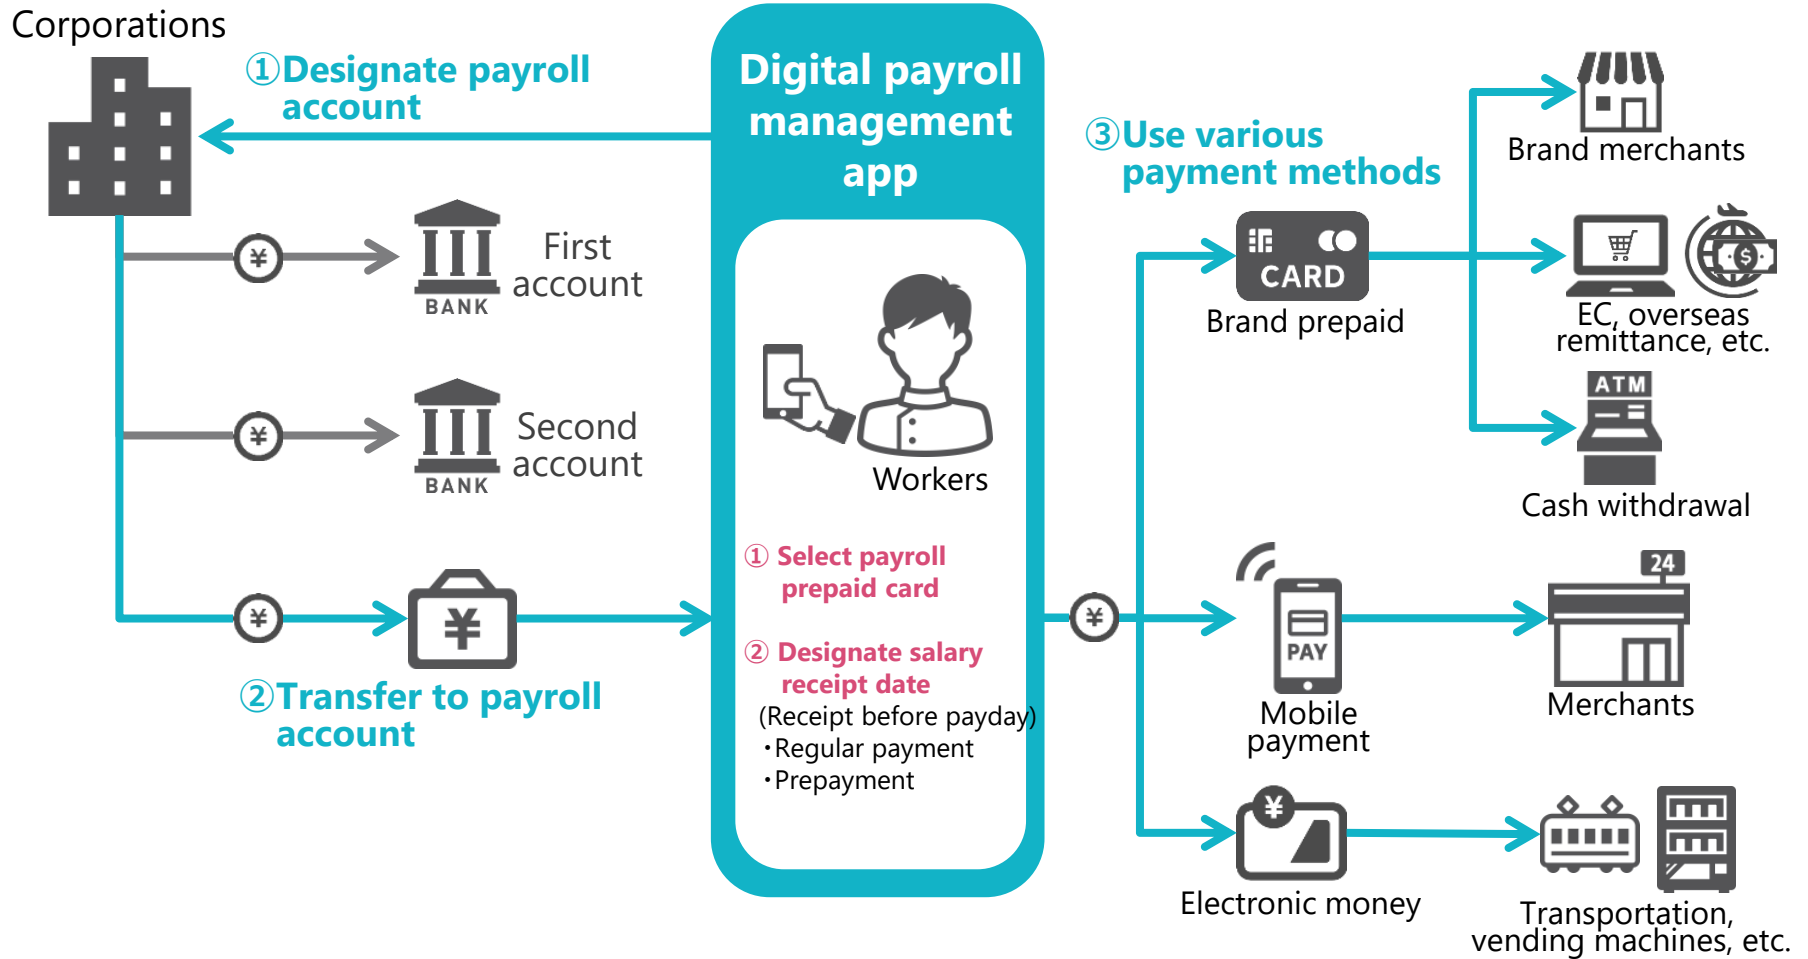 Corporations
①Designate payroll
account
¥
BANK
First
account
¥
BANK
Second
account
¥
¥
②Transfer to payroll
account
Digital payroll
management
app
Workers
① Select payroll
prepaid card
② Designate salary
receipt date
(Receipt before payday)
・Regular payment
・Prepayment
¥
③Use various
payment methods
CARD
Brand prepaid
Brand merchants
$
EC, overseas
remittance, etc.
ATM
Cash withdrawal
PAY
Mobile
payment
24
Merchants
¥
Electronic money
Transportation,
vending machines, etc.